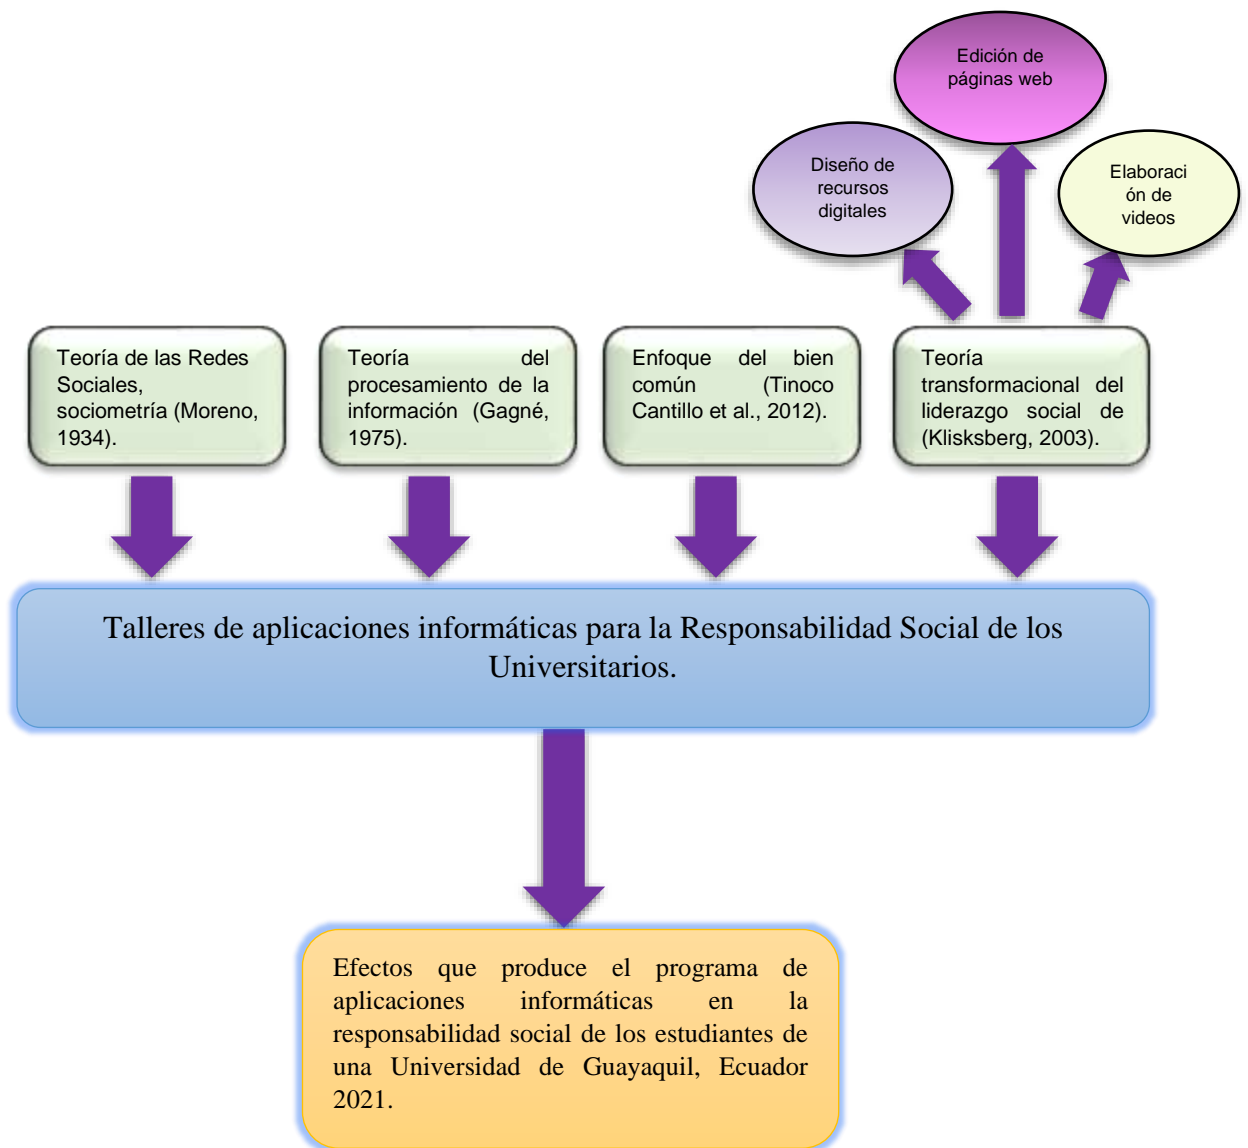 Edición de
páginas web
Diseño de
recursos
digitales
Elaboraci
ón de
videos
Teoría de las Redes
Sociales,
sociometría (Moreno,
1934).
Teoría del
procesamiento de la
información (Gagné,
1975).
Enfoque del bien
común (Tinoco
Cantillo et al., 2012).
Teoría
transformacional del
liderazgo social de
(Klisksberg, 2003).
Talleres de aplicaciones informáticas para la Responsabilidad Social de los
Universitarios.
Efectos que produce el programa de
aplicaciones informáticas en la
responsabilidad social de los estudiantes de
una Universidad de Guayaquil, Ecuador
2021.